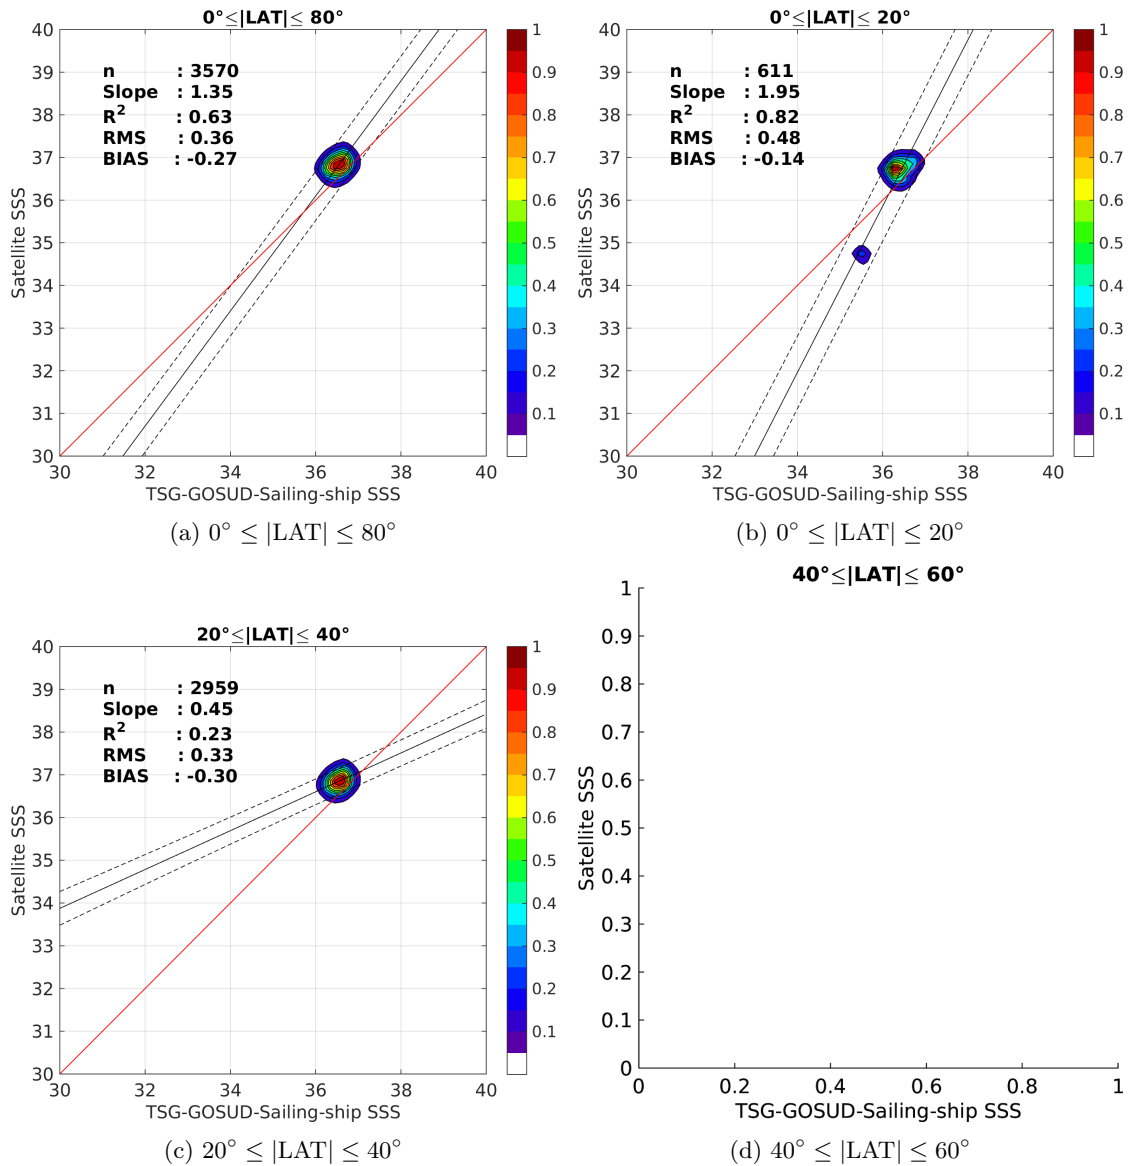 0°≤|LAT|≤ 80°
40
39
38
37
36
35
34
33
32
31
30
Satellite SSS
n : 3570
Slope : 1.35
R² : 0.63
RMS : 0.36
BIAS : -0.27
30 32 34 36 38 40
TSG-GOSUD-Sailing-ship SSS
1
0.9
0.8
0.7
0.6
0.5
0.4
0.3
0.2
0.1
(a) 0° ≤ |LAT| ≤ 80°
0°≤|LAT|≤ 20°
40
39
38
37
36
35
34
33
32
31
30
Satellite SSS
n : 611
Slope : 1.95
R² : 0.82
RMS : 0.48
BIAS : -0.14
30 32 34 36 38 40
TSG-GOSUD-Sailing-ship SSS
1
0.9
0.8
0.7
0.6
0.5
0.4
0.3
0.2
0.1
(b) 0° ≤ |LAT| ≤ 20°
20°≤|LAT|≤ 40°
40
39
38
37
36
35
34
33
32
31
30
Satellite SSS
n : 2959
Slope : 0.45
R² : 0.23
RMS : 0.33
BIAS : -0.30
30 32 34 36 38 40
TSG-GOSUD-Sailing-ship SSS
1
0.9
0.8
0.7
0.6
0.5
0.4
0.3
0.2
0.1
(c) 20° ≤ |LAT| ≤ 40°
40°≤|LAT|≤ 60°
1
0.9
0.8
0.7
0.6
0.5
0.4
0.3
0.2
0.1
0
Satellite SSS
0 0.2 0.4 0.6 0.8 1
TSG-GOSUD-Sailing-ship SSS
(d) 40° ≤ |LAT| ≤ 60°